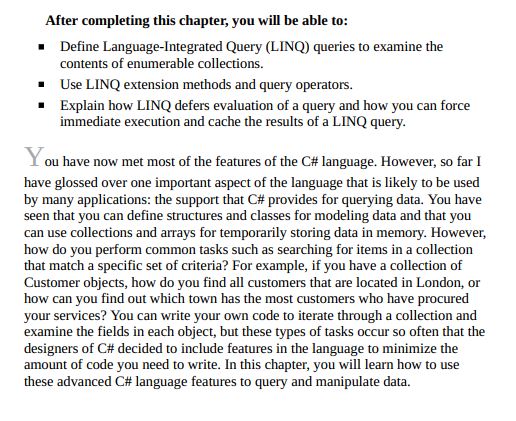 After completing this chapter, you will be able to:
▪ Define Language-Integrated Query (LINQ) queries to examine the
contents of enumerable collections.
▪ Use LINQ extension methods and query operators.
▪ Explain how LINQ defers evaluation of a query and how you can force
immediate execution and cache the results of a LINQ query.
You have now met most of the features of the C# language. However, so far I
have glossed over one important aspect of the language that is likely to be used
by many applications: the support that C# provides for querying data. You have
seen that you can define structures and classes for modeling data and that you
can use collections and arrays for temporarily storing data in memory. However,
how do you perform common tasks such as searching for items in a collection
that match a specific set of criteria? For example, if you have a collection of
Customer objects, how do you find all customers that are located in London, or
how can you find out which town has the most customers who have procured
your services? You can write your own code to iterate through a collection and
examine the fields in each object, but these types of tasks occur so often that the
designers of C# decided to include features in the language to minimize the
amount of code you need to write. In this chapter, you will learn how to use
these advanced C# language features to query and manipulate data.